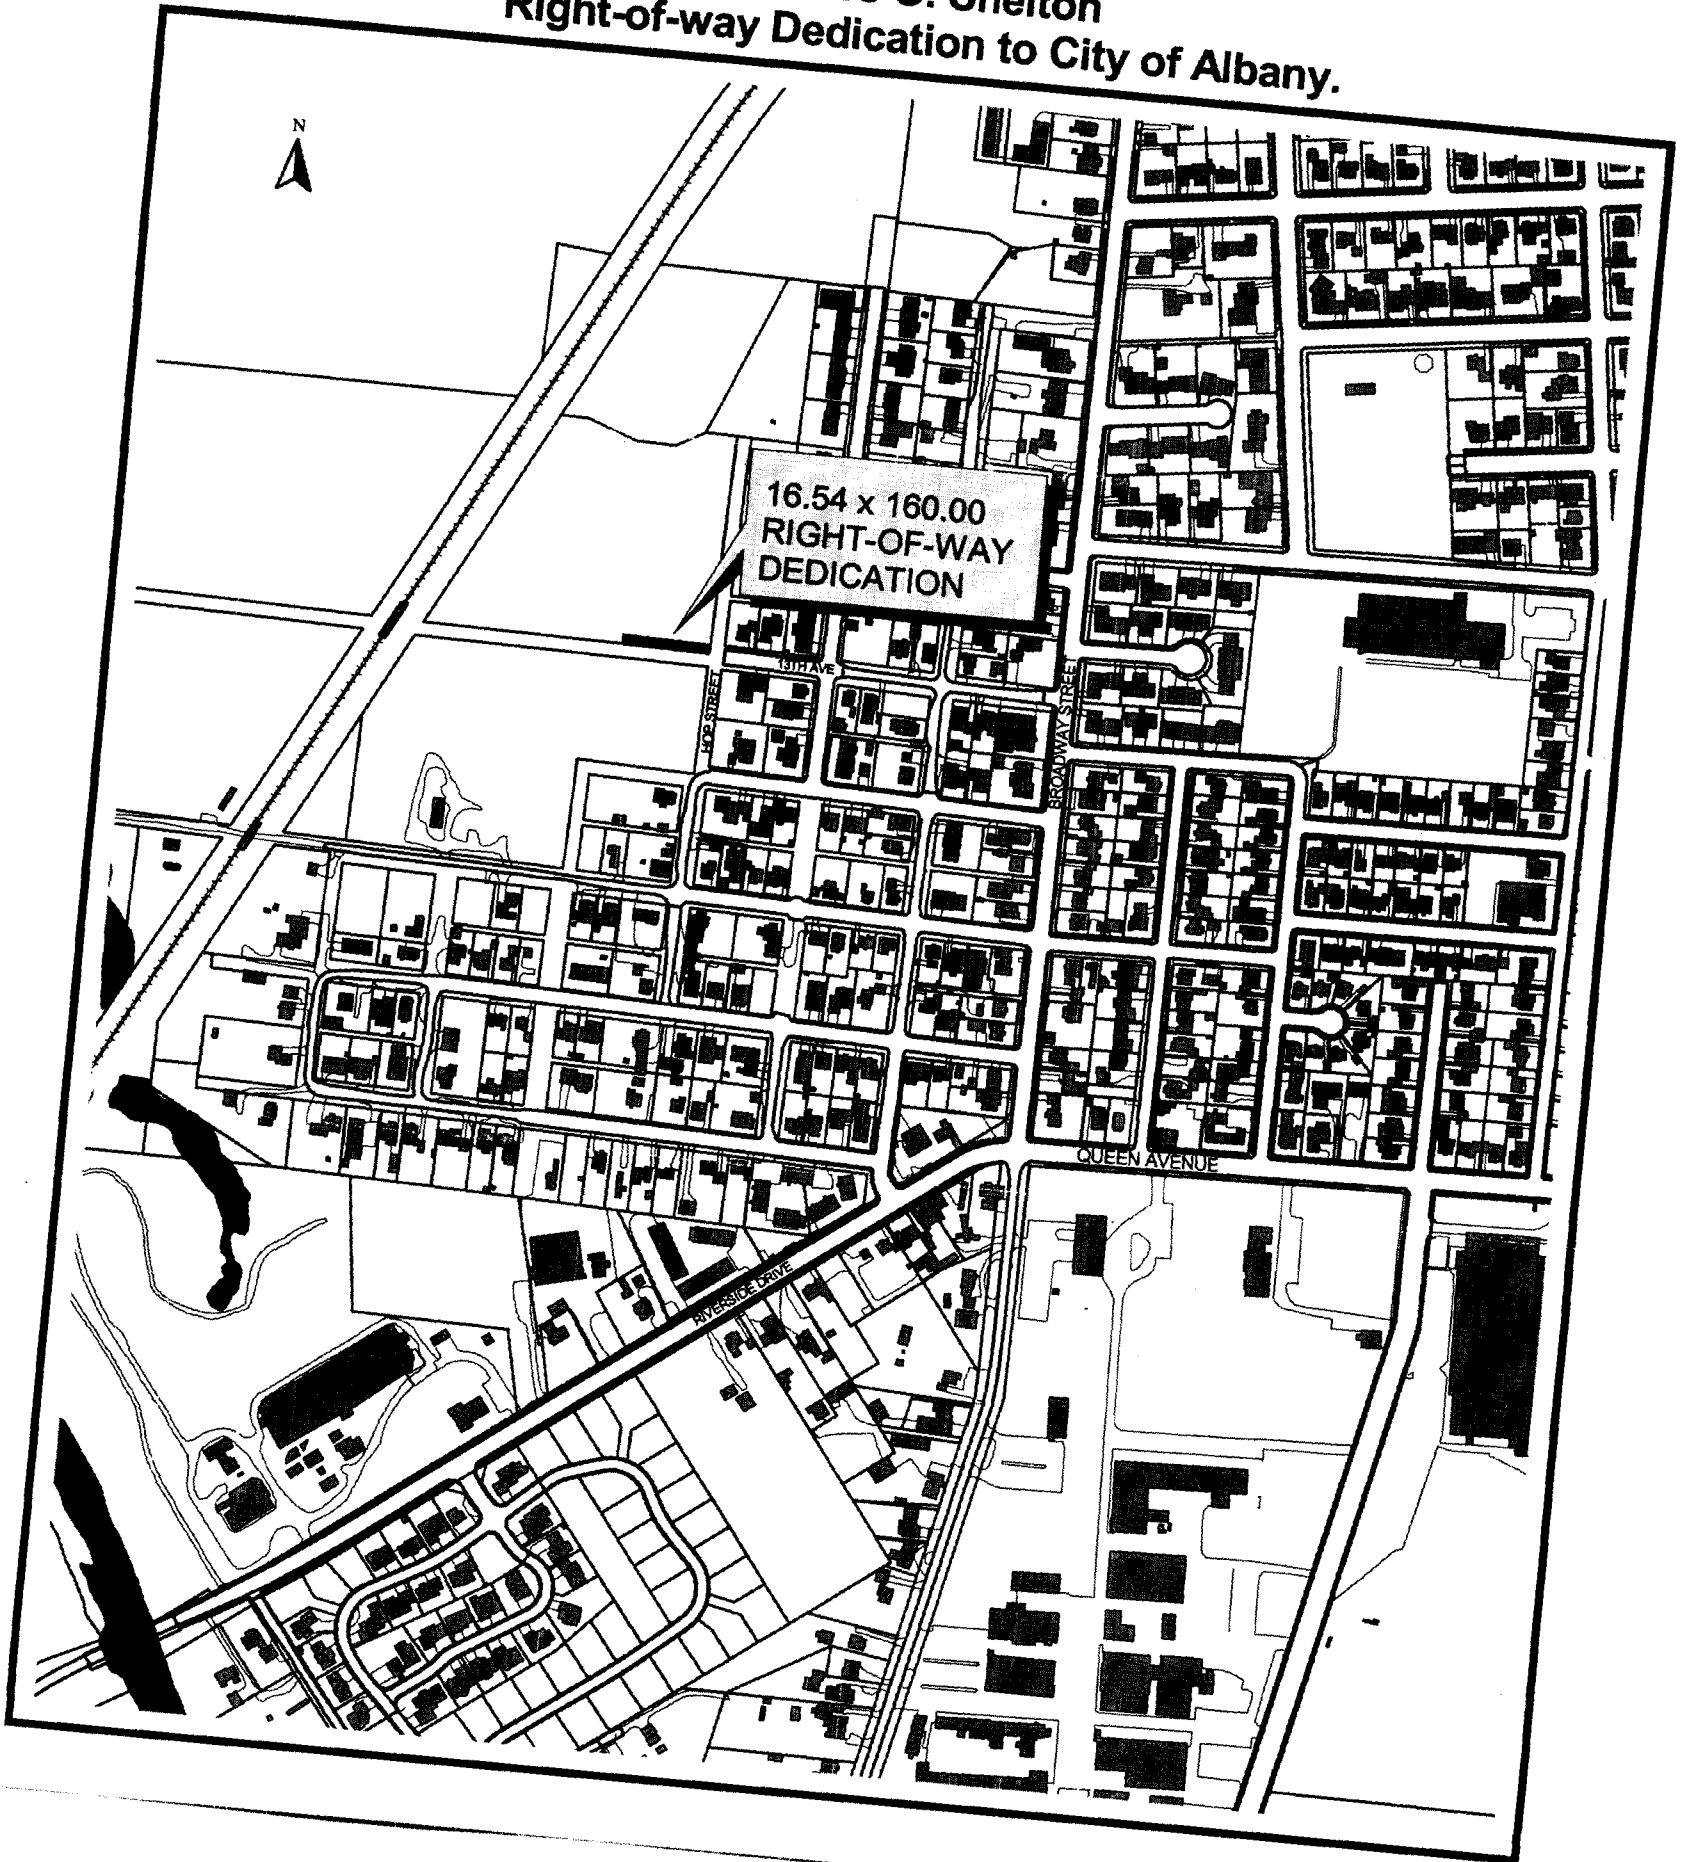 Shelton
Right-of-way Dedication to City of Albany.
N
16.54 x 160.00
RIGHT-OF-WAY
DEDICATION
13TH AVE
HOP STREET
BROADWAY STREET
QUEEN AVENUE
RIVERSIDE DRIVE